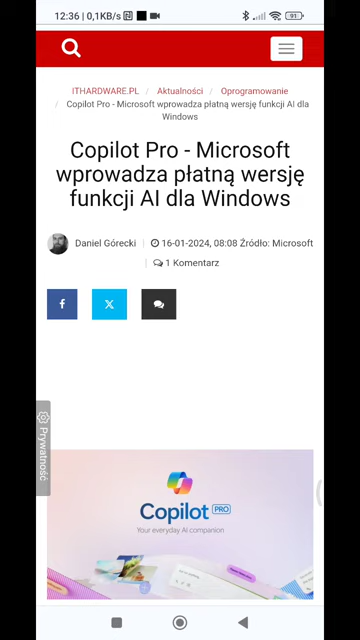 12:36 | 0,1KB/s
91
ITHARDWARE.PL / Aktualności / Oprogramowanie
/ Copilot Pro - Microsoft wprowadza płatną wersję funkcji AI dla
Windows
Copilot Pro - Microsoft
wprowadza płatną wersję
funkcji AI dla Windows
Daniel Górecki | 16-01-2024, 08:08 Źródło: Microsoft
| 1 Komentarz
Prywatność
Copilot PRO
Your everyday AI companion